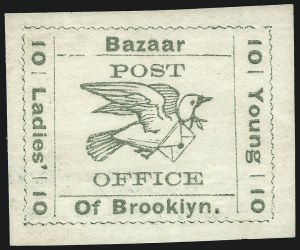 Bazaar
POST
OFFICE
Of Brooklyn.
10 Ladies' 10
10 Young 10